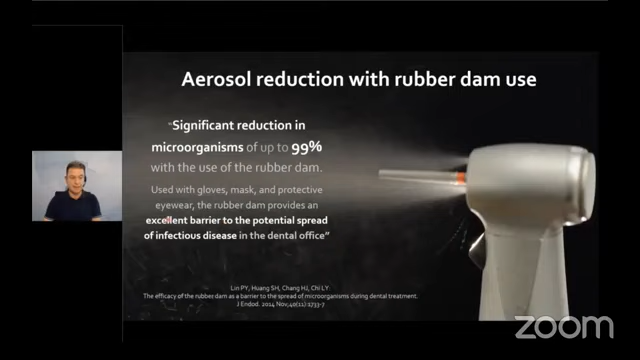 Aerosol reduction with rubber dam use
"Significant reduction in
microorganisms of up to 99%
with the use of the rubber dam.
Used with gloves, mask, and protective
eyewear, the rubber dam provides an
excellent barrier to the potential spread
of infectious disease in the dental office”
Lin PY, Huang SH, Chang HJ, Chi LY.
The efficacy of the rubber dam as a barrier to the spread of microorganisms during dental treatment.
J Endod. 2014 Nov;40(11):1733-7
zoom